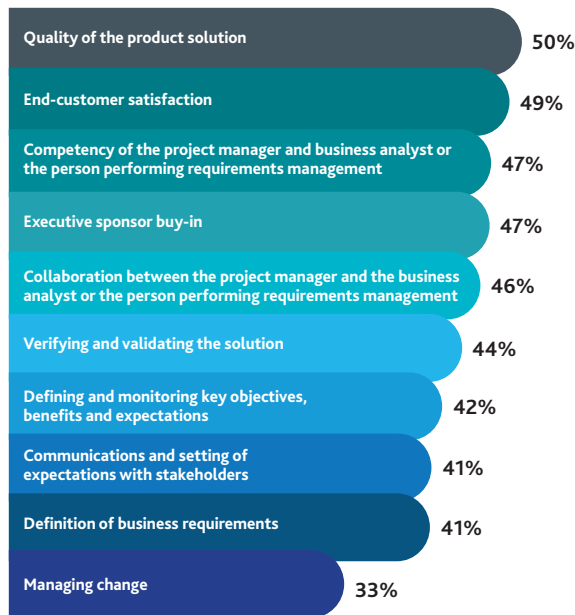 Quality of the product solution
50%
End-customer satisfaction
49%
Competency of the project manager and business analyst or
the person performing requirements management
47%
Executive sponsor buy-in
47%
Collaboration between the project manager and the business
analyst or the person performing requirements management
46%
Verifying and validating the solution
44%
Defining and monitoring key objectives,
benefits and expectations
42%
Communications and setting of
expectations with stakeholders
41%
Definition of business requirements
41%
Managing change
33%